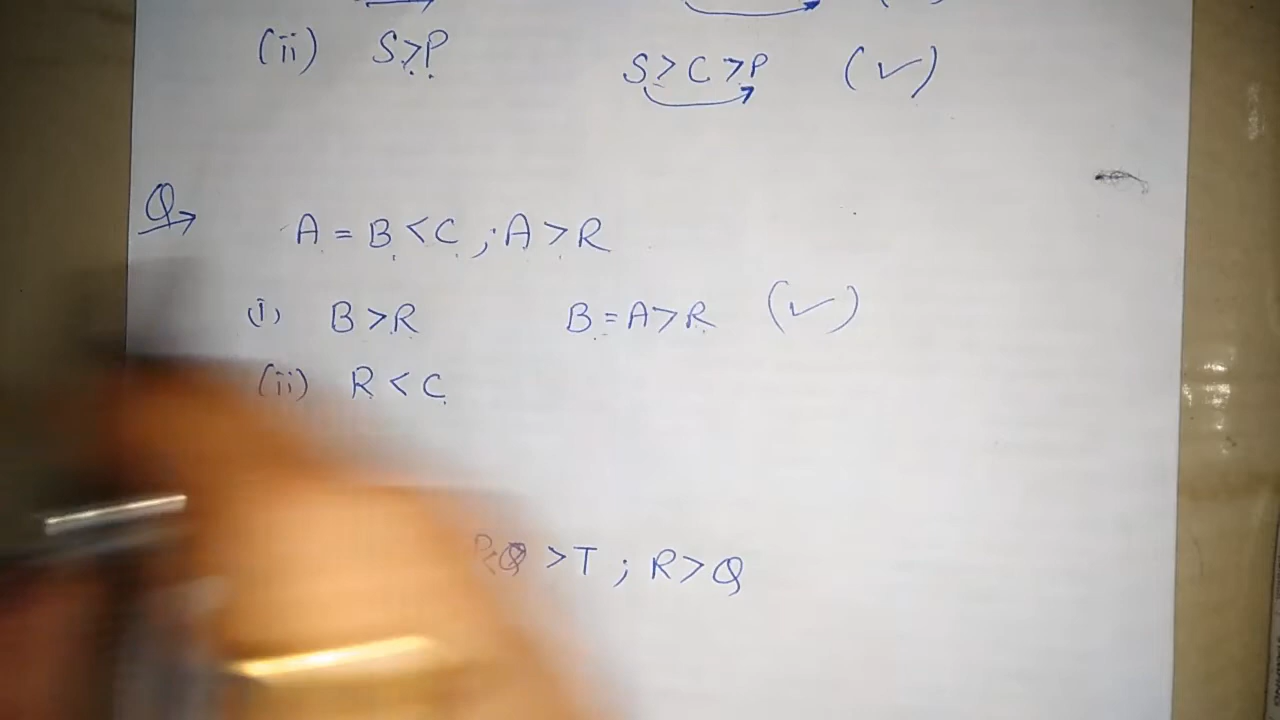 (ii) S>P S>C>P (✓)
Q→ A = B < C ; A > R
(i) B > R B = A > R (✓)
(ii) R < C
> T ; R > Q